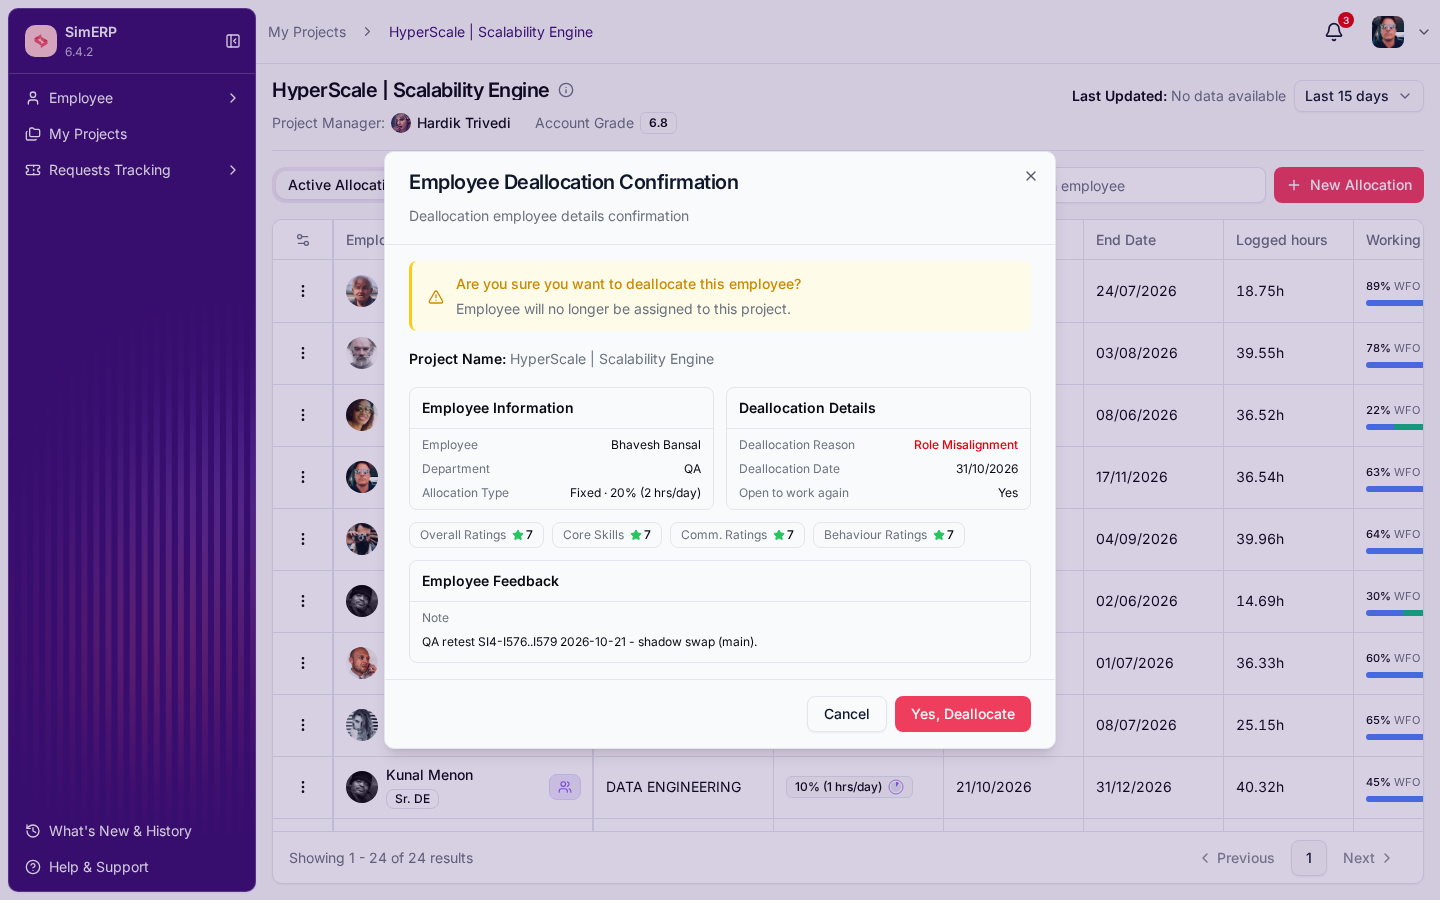 SimERP
6.4.2
Employee
My Projects
Requests Tracking
What's New & History
Help & Support
My Projects
HyperScale | Scalability Engine
3
HyperScale | Scalability Engine
Project Manager: Hardik Trivedi Account Grade 6.8
Last Updated: No data available
Last 15 days
Active Allocati
employee
New Allocation
Emplo
End Date
Logged hours
Working
24/07/2026 18.75h 89% WFO
03/08/2026 39.55h 78% WFO
08/06/2026 36.52h 22% WFO
17/11/2026 36.54h 63% WFO
04/09/2026 39.96h 64% WFO
02/06/2026 14.69h 30% WFO
01/07/2026 36.33h 60% WFO
08/07/2026 25.15h 65% WFO
Kunal Menon
Sr. DE
DATA ENGINEERING 10% (1 hrs/day) 21/10/2026 31/12/2026 40.32h 45% WFO
Showing 1 - 24 of 24 results
Previous 1 Next
Employee Deallocation Confirmation
Deallocation employee details confirmation
Are you sure you want to deallocate this employee?
Employee will no longer be assigned to this project.
Project Name: HyperScale | Scalability Engine
Employee Information
Employee Bhavesh Bansal
Department QA
Allocation Type Fixed · 20% (2 hrs/day)
Deallocation Details
Deallocation Reason Role Misalignment
Deallocation Date 31/10/2026
Open to work again Yes
Overall Ratings 7
Core Skills 7
Comm. Ratings 7
Behaviour Ratings 7
Employee Feedback
Note
QA retest SI4-I576..I579 2026-10-21 - shadow swap (main).
Cancel
Yes, Deallocate